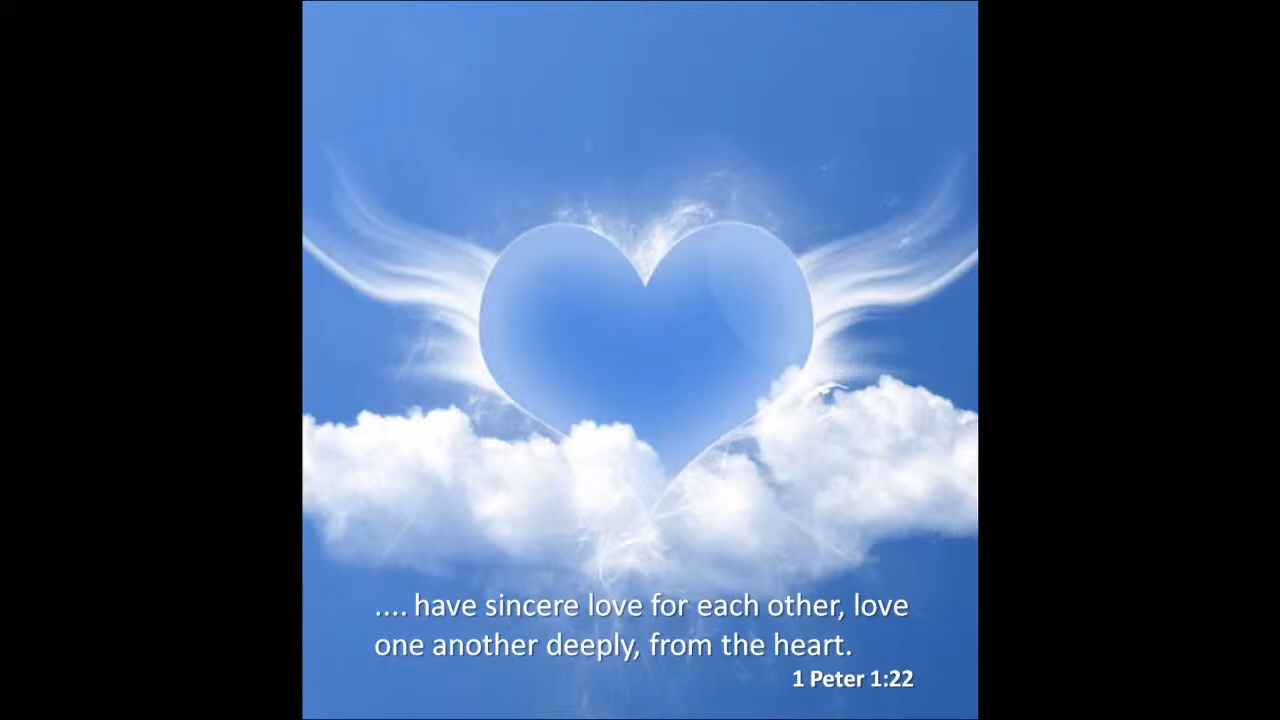 .... have sincere love for each other, love
one another deeply, from the heart.
1 Peter 1:22